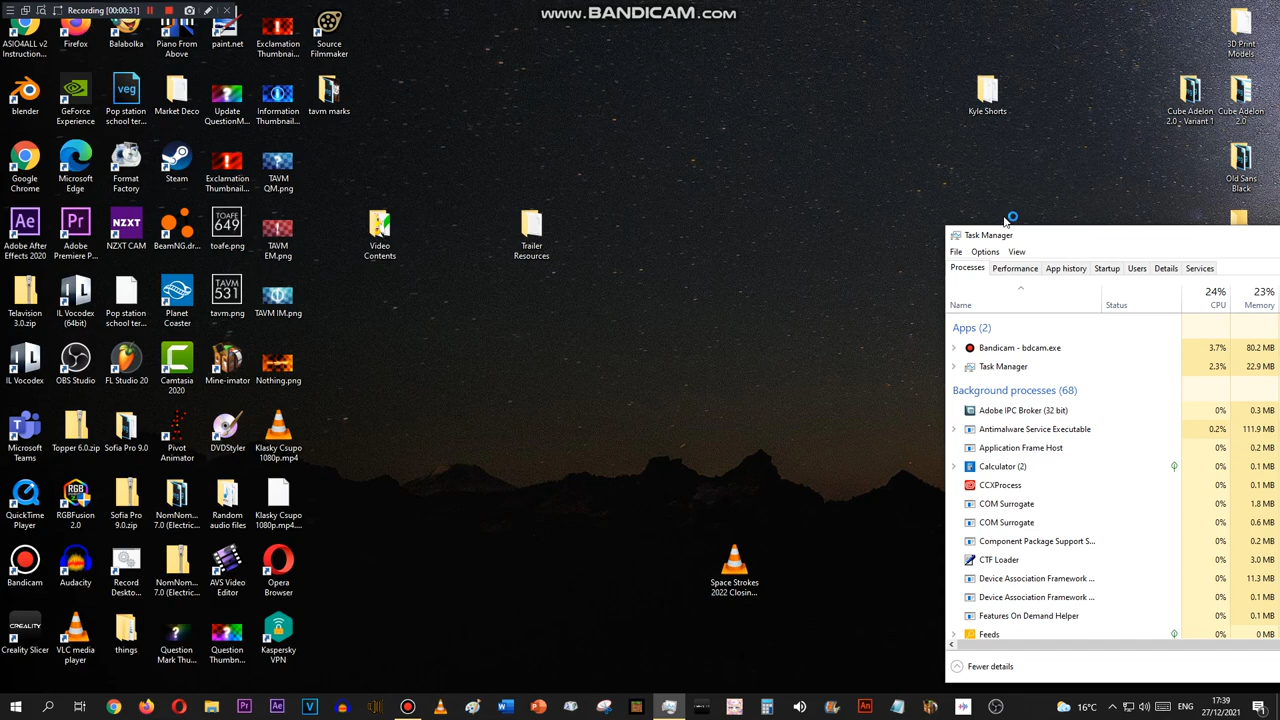 Recording [00:00:31]
www.BANDICAM.com
ASIO4ALL v2
Instruction...
Firefox
Balabolka
Piano From
Above
paint.net
Exclamation
Thumbnai...
Source
Filmmaker
3D Print
Models
blender
GeForce
Experience
veg
Pop station
school ter...
Market Deco
Update
QuestionM...
Information
Thumbnail...
tavm marks
Kyle Shorts
Cube Adelon
2.0 - Variant 1
Cube Adelon
2.0
Google
Chrome
Microsoft
Edge
Format
Factory
Steam
Exclamation
Thumbnail...
TAVM
QM.png
Old Sans
Black
Ae
Adobe After
Effects 2020
Pr
Adobe
Premiere P...
NZXT
NZXT CAM
BeamNG.dr...
TOAFE
649
toafe.png
TAVM
EM.png
Video
Contents
Trailer
Resources
Television
3.0.zip
IL Vocodex
(64bit)
Pop station
school ter...
Planet
Coaster
TAVM
531
tavm.png
TAVM IM.png
IL Vocodex
OBS Studio
FL Studio 20
Camtasia
2020
Mine-imator
Nothing.png
Microsoft
Teams
Topper 6.0.zip
Sofia Pro 9.0
Pivot
Animator
DVDStyler
Klasky Csupo
1080p.mp4
QuickTime
Player
RGB
FUSION
RGBFusion
2.0
Sofia Pro
9.0.zip
NomNom...
7.0 (Electric...
Random
audio files
Klasky Csupo
1080p.mp4....
Bandicam
Audacity
Record
Deskto...
NomNom...
7.0 (Electric...
AVS Video
Editor
Opera
Browser
Space Strokes
2022 Closin...
CREALITY
Creality Slicer
VLC media
player
things
Question
Mark Thu...
Question
Thumbn...
Kaspersky
VPN
Task Manager
File Options View
Processes Performance App history Startup Users Details Services
24% 23%
Name Status CPU Memory
Apps (2)
Bandicam - bdcam.exe 3.7% 80.2 MB
Task Manager 2.3% 22.9 MB
Background processes (68)
Adobe IPC Broker (32 bit) 0% 0.3 MB
Antimalware Service Executable 0.2% 111.9 MB
Application Frame Host 0% 0.2 MB
Calculator (2) 0% 0.1 MB
CCXProcess 0% 0.1 MB
COM Surrogate 0% 1.8 MB
COM Surrogate 0% 0.6 MB
Component Package Support S... 0% 0.2 MB
CTF Loader 0% 3.0 MB
Device Association Framework ... 0% 11.3 MB
Device Association Framework ... 0% 0.1 MB
Features On Demand Helper 0% 0.1 MB
Feeds 0% 0 MB
Fewer details
Pr Ae V An
16°C
17:39
27/12/2021
1